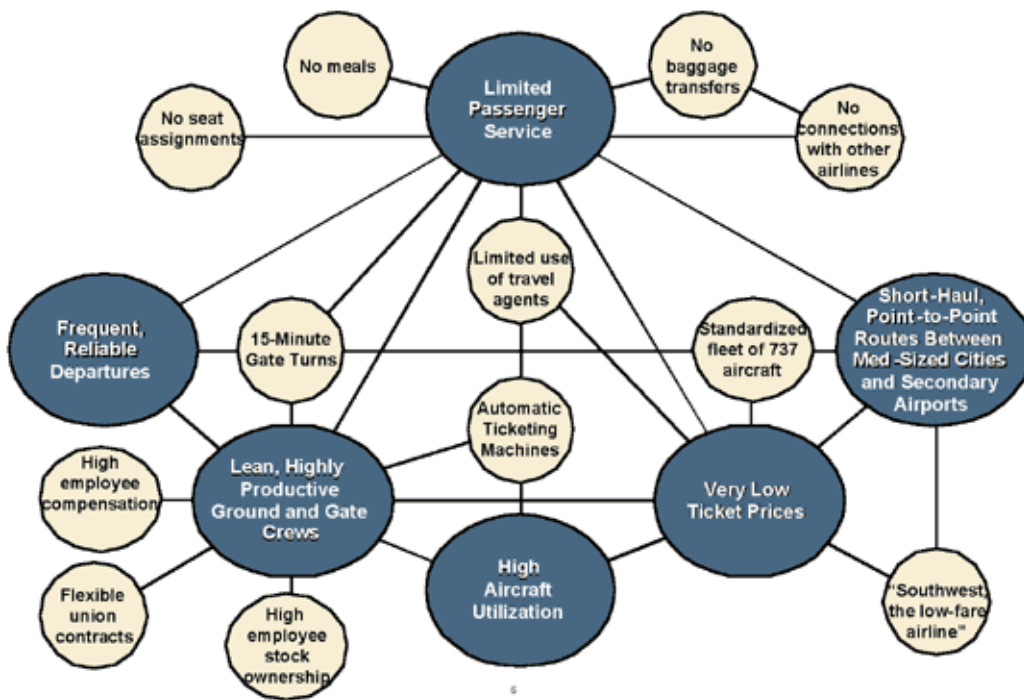 No meals
Limited
Passenger
Service
No
baggage
transfers
No seat
assignments
No
connections
with other
airlines
Limited use
of travel
agents
Frequent,
Reliable
Departures
15-Minute
Gate Turns
Standardized
fleet of 737
aircraft
Short-Haul,
Point-to-Point
Routes Between
Med-Sized Cities
and Secondary
Airports
Automatic
Ticketing
Machines
High
employee
compensation
Lean, Highly
Productive
Ground and Gate
Crews
Very Low
Ticket Prices
Flexible
union
contracts
High
employee
stock
ownership
High
Aircraft
Utilization
"Southwest,
the low-fare
airline"
6